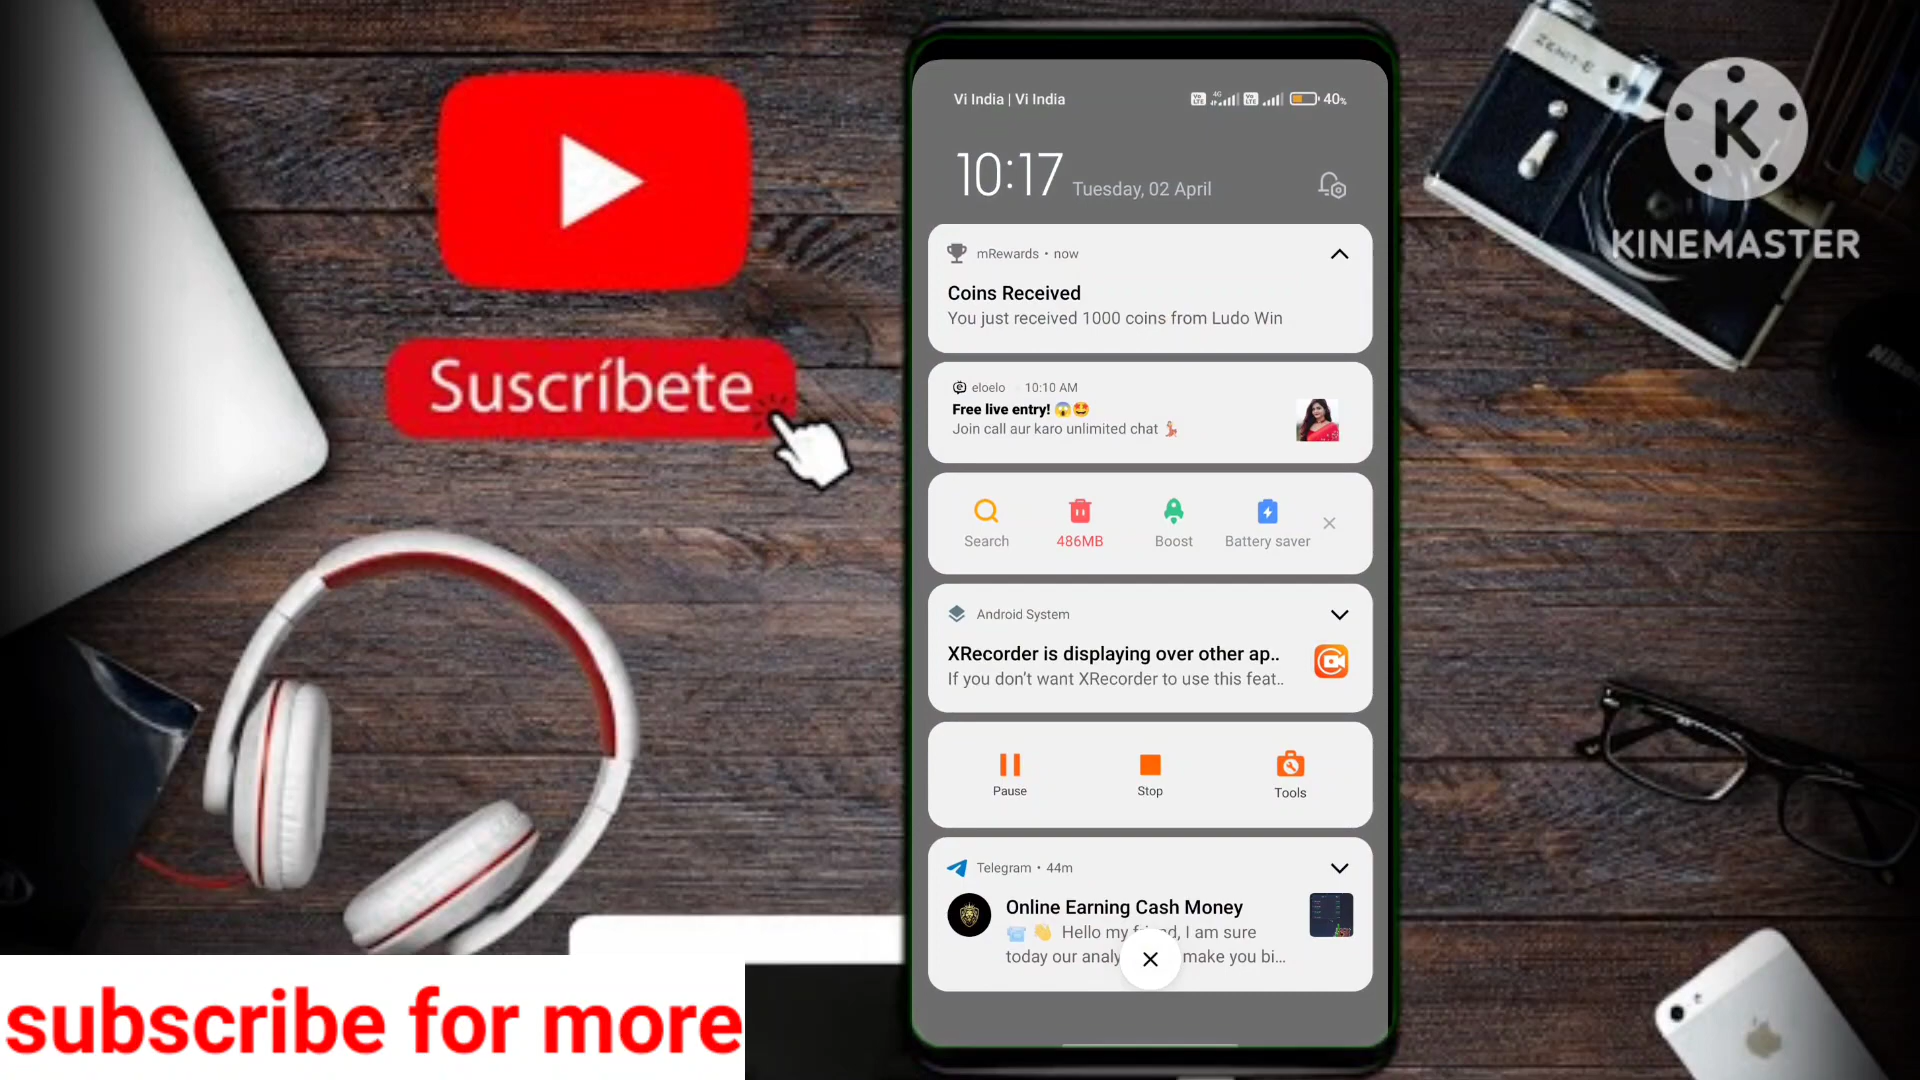 Vi India | Vi India
4G
40%
10:17 Tuesday, 02 April
mRewards • now
Coins Received
You just received 1000 coins from Ludo Win
eloelo 10:10 AM
Free live entry! 😱🤩
Join call aur karo unlimited chat 💃
Search
486MB
Boost
Battery saver
Android System
XRecorder is displaying over other ap..
If you don't want XRecorder to use this feat..
Pause
Stop
Tools
Telegram • 44m
Online Earning Cash Money
👋 Hello my friend, I am sure
today our analy make you bi...
Suscríbete
subscribe for more
ZENIT-E
K
KINEMASTER
Nikon